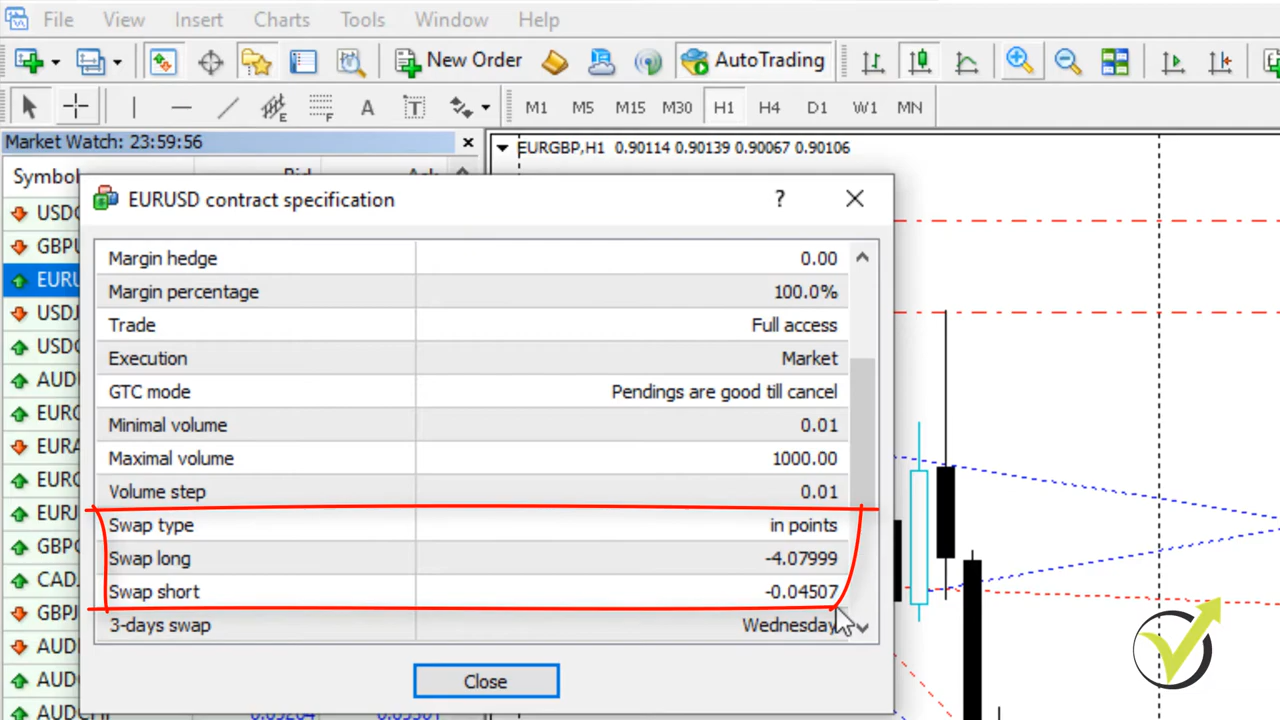 File View Insert Charts Tools Window Help
New Order AutoTrading
E F A T M1 M5 M15 M30 H1 H4 D1 W1 MN
Market Watch: 23:59:56
EURGBP,H1 0.90114 0.90139 0.90067 0.90106
Symbol
EURUSD contract specification
Margin hedge 0.00
Margin percentage 100.0%
Trade Full access
Execution Market
GTC mode Pendings are good till cancel
Minimal volume 0.01
Maximal volume 1000.00
Volume step 0.01
Swap type in points
Swap long -4.07999
Swap short -0.04507
3-days swap Wednesday
Close